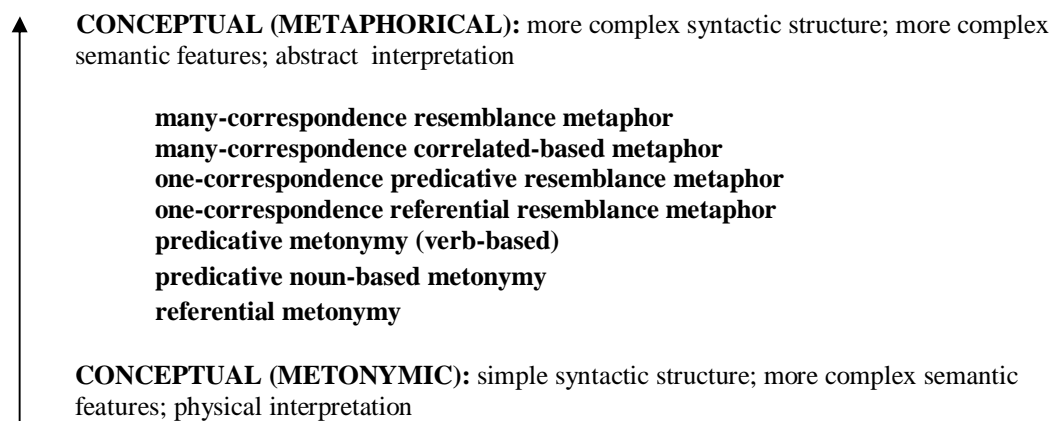 CONCEPTUAL (METAPHORICAL): more complex syntactic structure; more complex
semantic features; abstract interpretation
many-correspondence resemblance metaphor
many-correspondence correlated-based metaphor
one-correspondence predicative resemblance metaphor
one-correspondence referential resemblance metaphor
predicative metonymy (verb-based)
predicative noun-based metonymy
referential metonymy
CONCEPTUAL (METONYMIC): simple syntactic structure; more complex semantic
features; physical interpretation